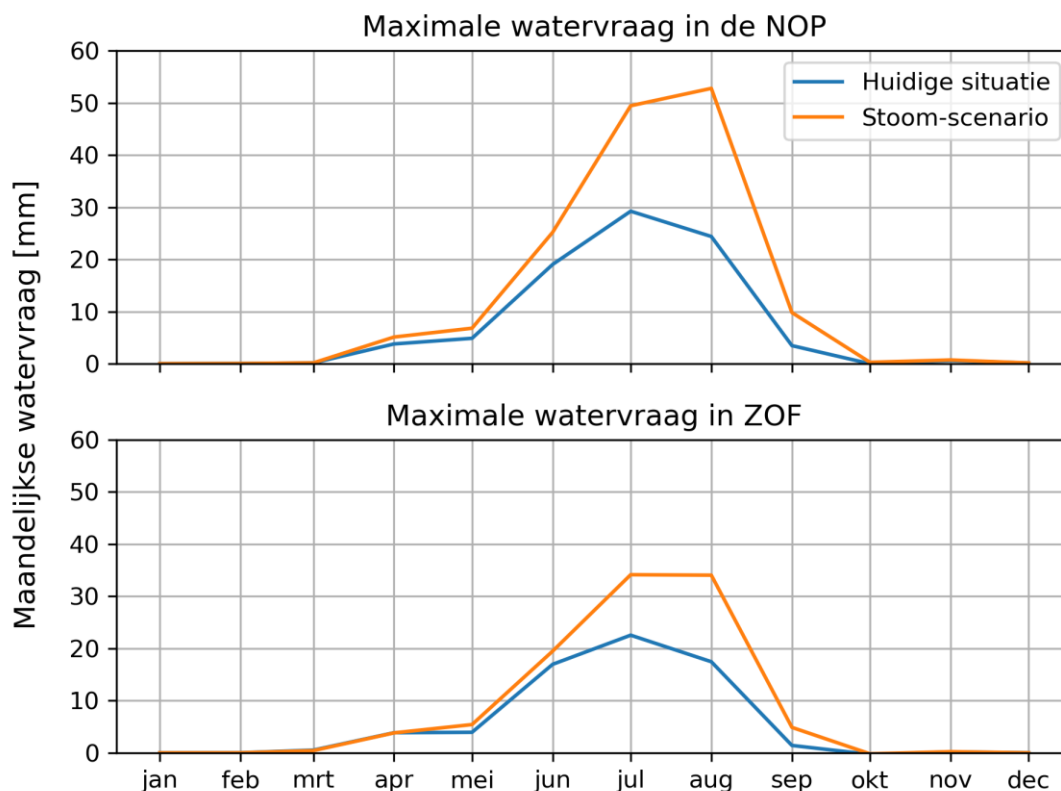 Maximale watervraag in de NOP
60
50
40
30
20
10
0
Huidige situatie
Stoom-scenario
Maandelijkse watervraag [mm]
Maximale watervraag in ZOF
60
50
40
30
20
10
0
jan feb mrt apr mei jun jul aug sep okt nov dec